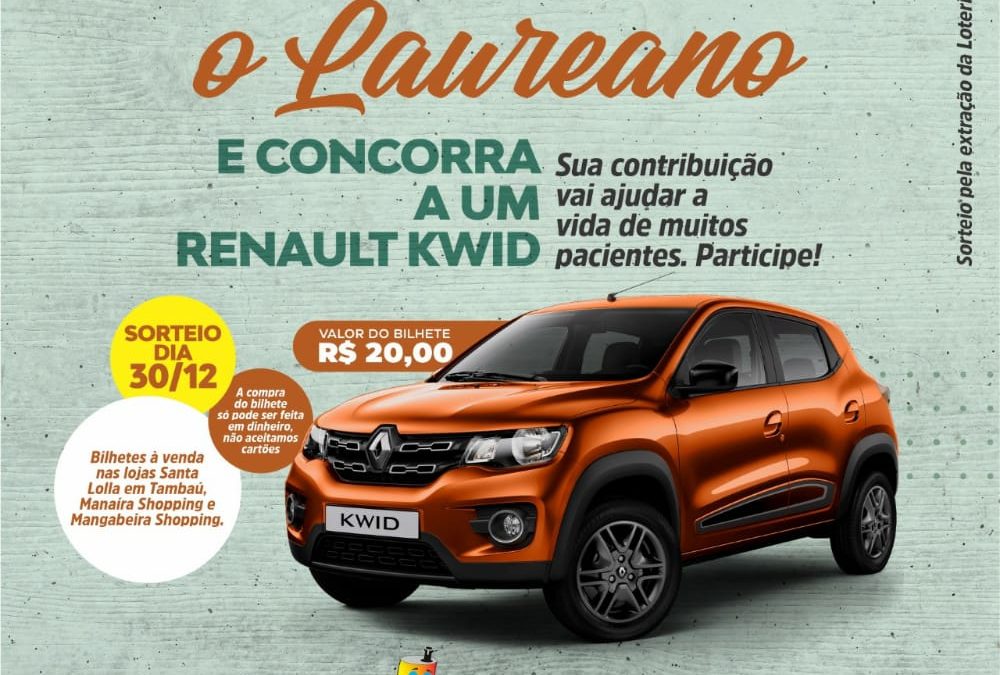 o Laureano
E CONCORRA
A UM
RENAULT KWID
Sua contribuição
vai ajudar a
vida de muitos
pacientes. Participe!
Sorteio pela extração da
SORTEIO
DIA
30/12
VALOR DO BILHETE
R$ 20,00
A compra
do bilhete
só pode ser feita
em dinheiro,
não aceitamos
cartões
Bilhetes à venda
nas lojas Santa
Lolla em Tambaú,
Manaíra Shopping e
Mangabeira Shopping.
KWID